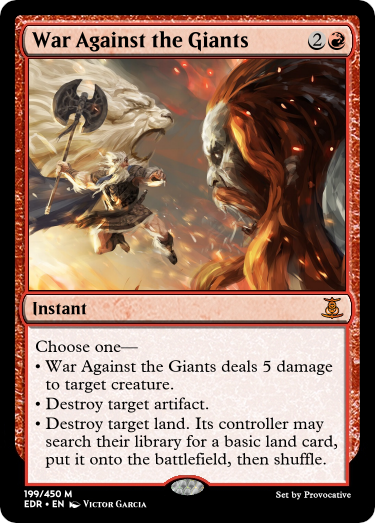 War Against the Giants 2
Instant
Choose one—
• War Against the Giants deals 5 damage
to target creature.
• Destroy target artifact.
• Destroy target land. Its controller may
search their library for a basic land card,
put it onto the battlefield, then shuffle.
199/450 M
EDR • EN Victor Garcia
Set by Provocative